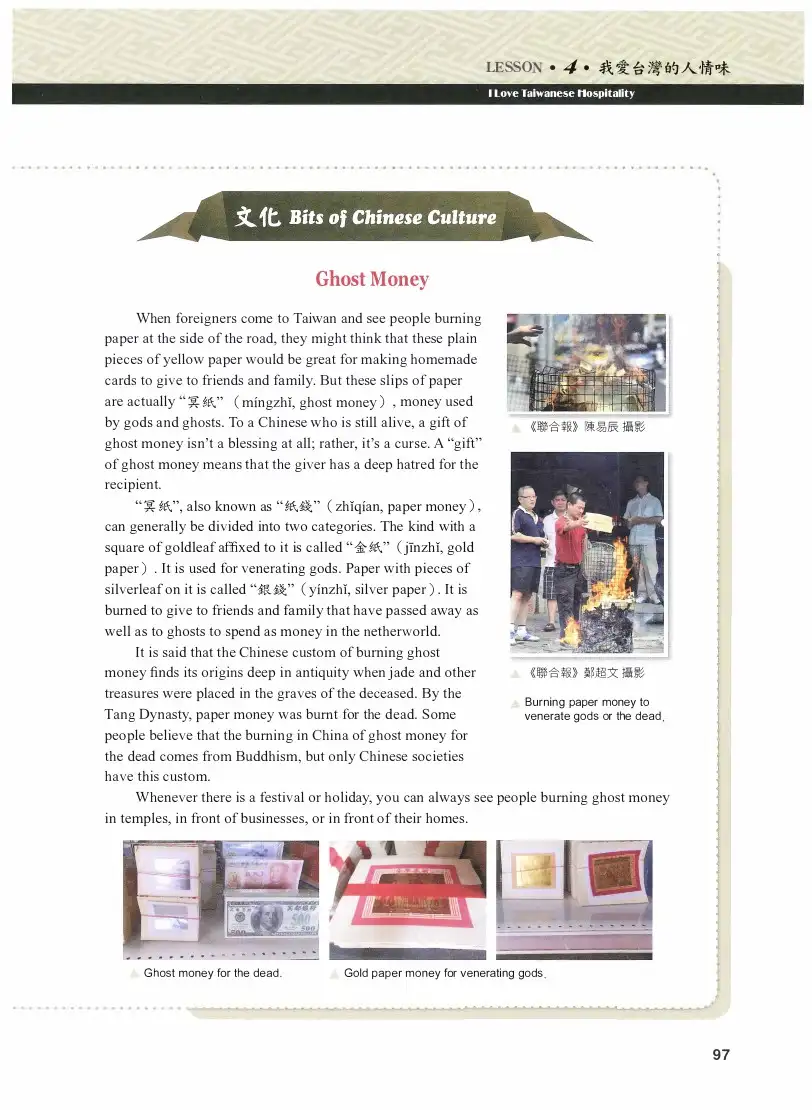 LESSON • 4 • 我愛台灣的人情味
I Love Taiwanese Hospitality
文化 Bits of Chinese Culture
Ghost Money
When foreigners come to Taiwan and see people burning
paper at the side of the road, they might think that these plain
pieces of yellow paper would be great for making homemade
cards to give to friends and family. But these slips of paper
are actually “冥紙” （míngzhǐ, ghost money）, money used
by gods and ghosts. To a Chinese who is still alive, a gift of
ghost money isn’t a blessing at all; rather, it’s a curse. A “gift”
of ghost money means that the giver has a deep hatred for the
recipient.
“冥紙”, also known as “紙錢”（zhǐqían, paper money）,
can generally be divided into two categories. The kind with a
square of goldleaf affixed to it is called “金紙”（jīnzhǐ, gold
paper）. It is used for venerating gods. Paper with pieces of
silverleaf on it is called “銀錢”（yínzhǐ, silver paper）. It is
burned to give to friends and family that have passed away as
well as to ghosts to spend as money in the netherworld.
It is said that the Chinese custom of burning ghost
money finds its origins deep in antiquity when jade and other
treasures were placed in the graves of the deceased. By the
Tang Dynasty, paper money was burnt for the dead. Some
people believe that the burning in China of ghost money for
the dead comes from Buddhism, but only Chinese societies
have this custom.
Whenever there is a festival or holiday, you can always see people burning ghost money
in temples, in front of businesses, or in front of their homes.
《聯合報》陳易辰 攝影
《聯合報》鄭超文 攝影
Burning paper money to
venerate gods or the dead.
500
500
Ghost money for the dead.
Gold paper money for venerating gods.
97